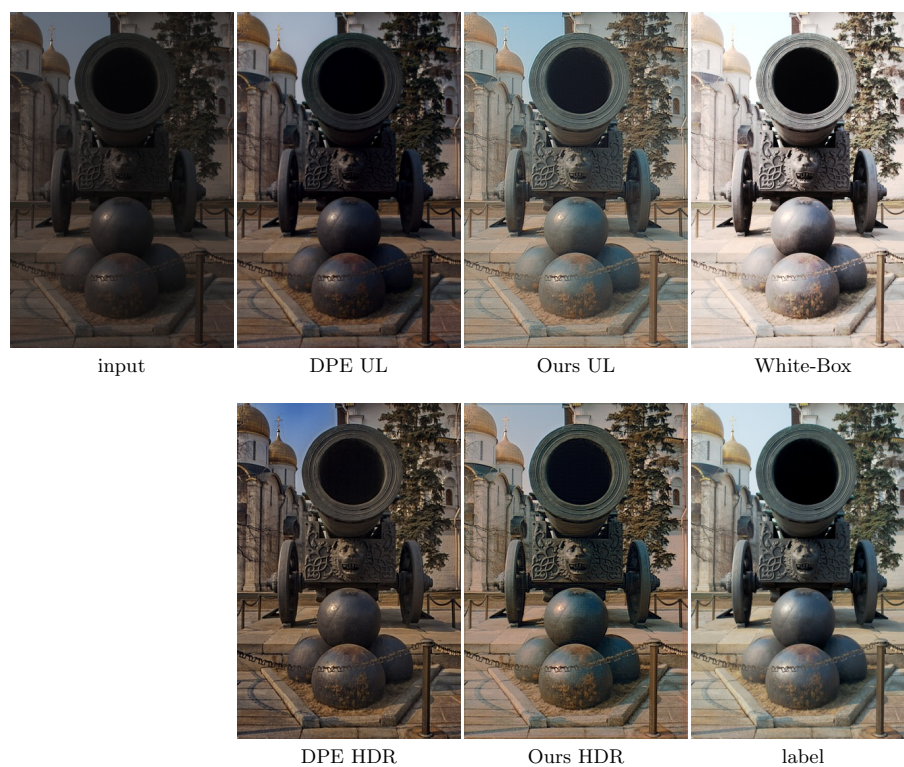 input
DPE UL
Ours UL
White-Box
DPE HDR
Ours HDR
label